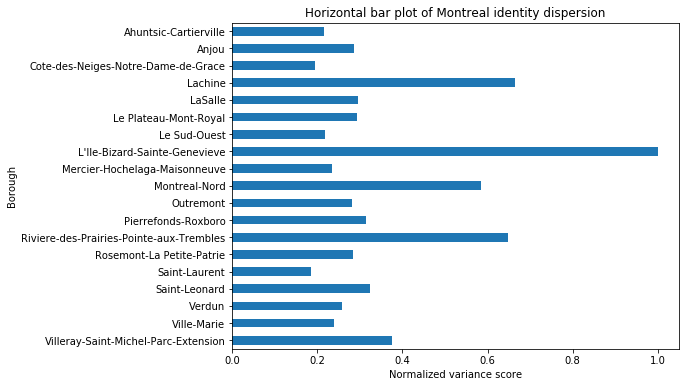 Horizontal bar plot of Montreal identity dispersion
Ahuntsic-Cartierville
Anjou
Cote-des-Neiges-Notre-Dame-de-Grace
Lachine
LaSalle
Le Plateau-Mont-Royal
Le Sud-Ouest
L'Ile-Bizard-Sainte-Genevieve
Mercier-Hochelaga-Maisonneuve
Montreal-Nord
Outremont
Pierrefonds-Roxboro
Riviere-des-Prairies-Pointe-aux-Trembles
Rosemont-La Petite-Patrie
Saint-Laurent
Saint-Leonard
Verdun
Ville-Marie
Villeray-Saint-Michel-Parc-Extension
Borough
0.0 0.2 0.4 0.6 0.8 1.0
Normalized variance score